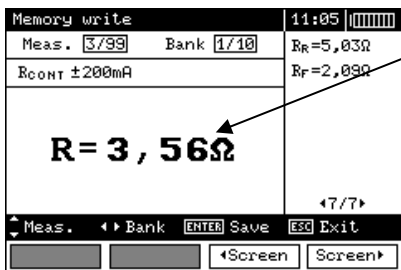 Memory write 11:05
Meas. 3/99 Bank 1/10
RR=5,03Ω
RCONT ±200mA
RF=2,09Ω
R=3,56Ω
◂7/7▸
Meas. ◂▸Bank ENTER Save ESC Exit
◂Screen Screen▸